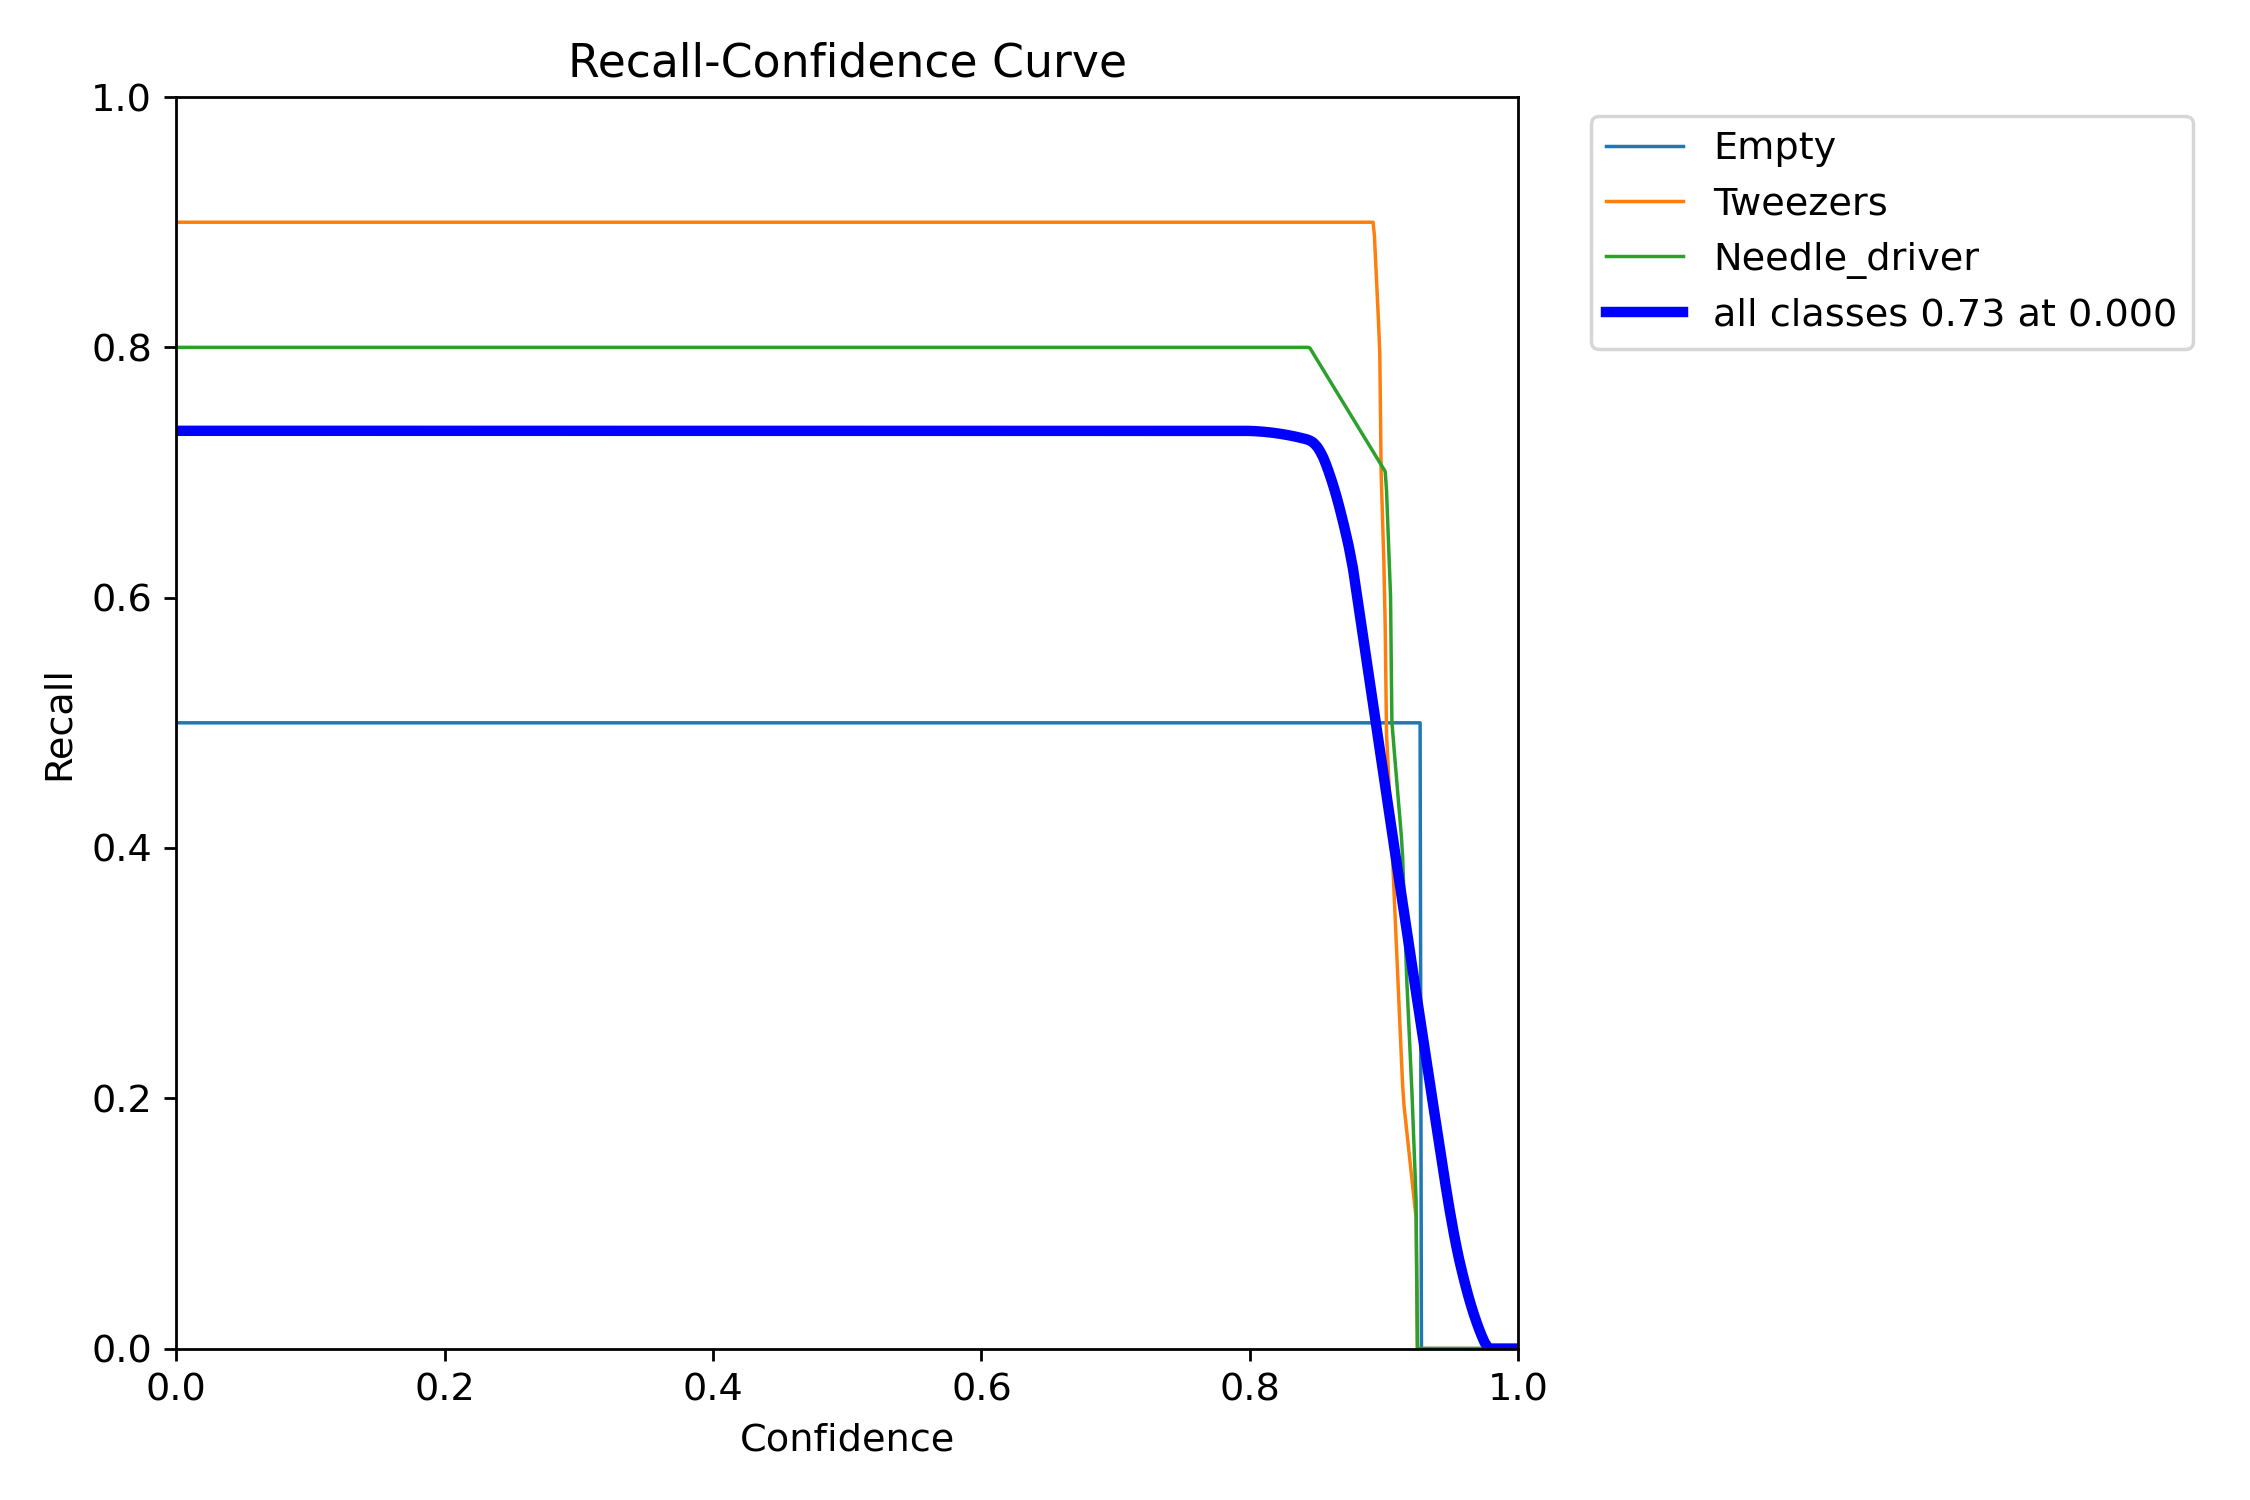 Recall-Confidence Curve
1.0
0.8
0.6
0.4
0.2
0.0
Recall
0.0 0.2 0.4 0.6 0.8 1.0
Confidence
Empty
Tweezers
Needle_driver
all classes 0.73 at 0.000